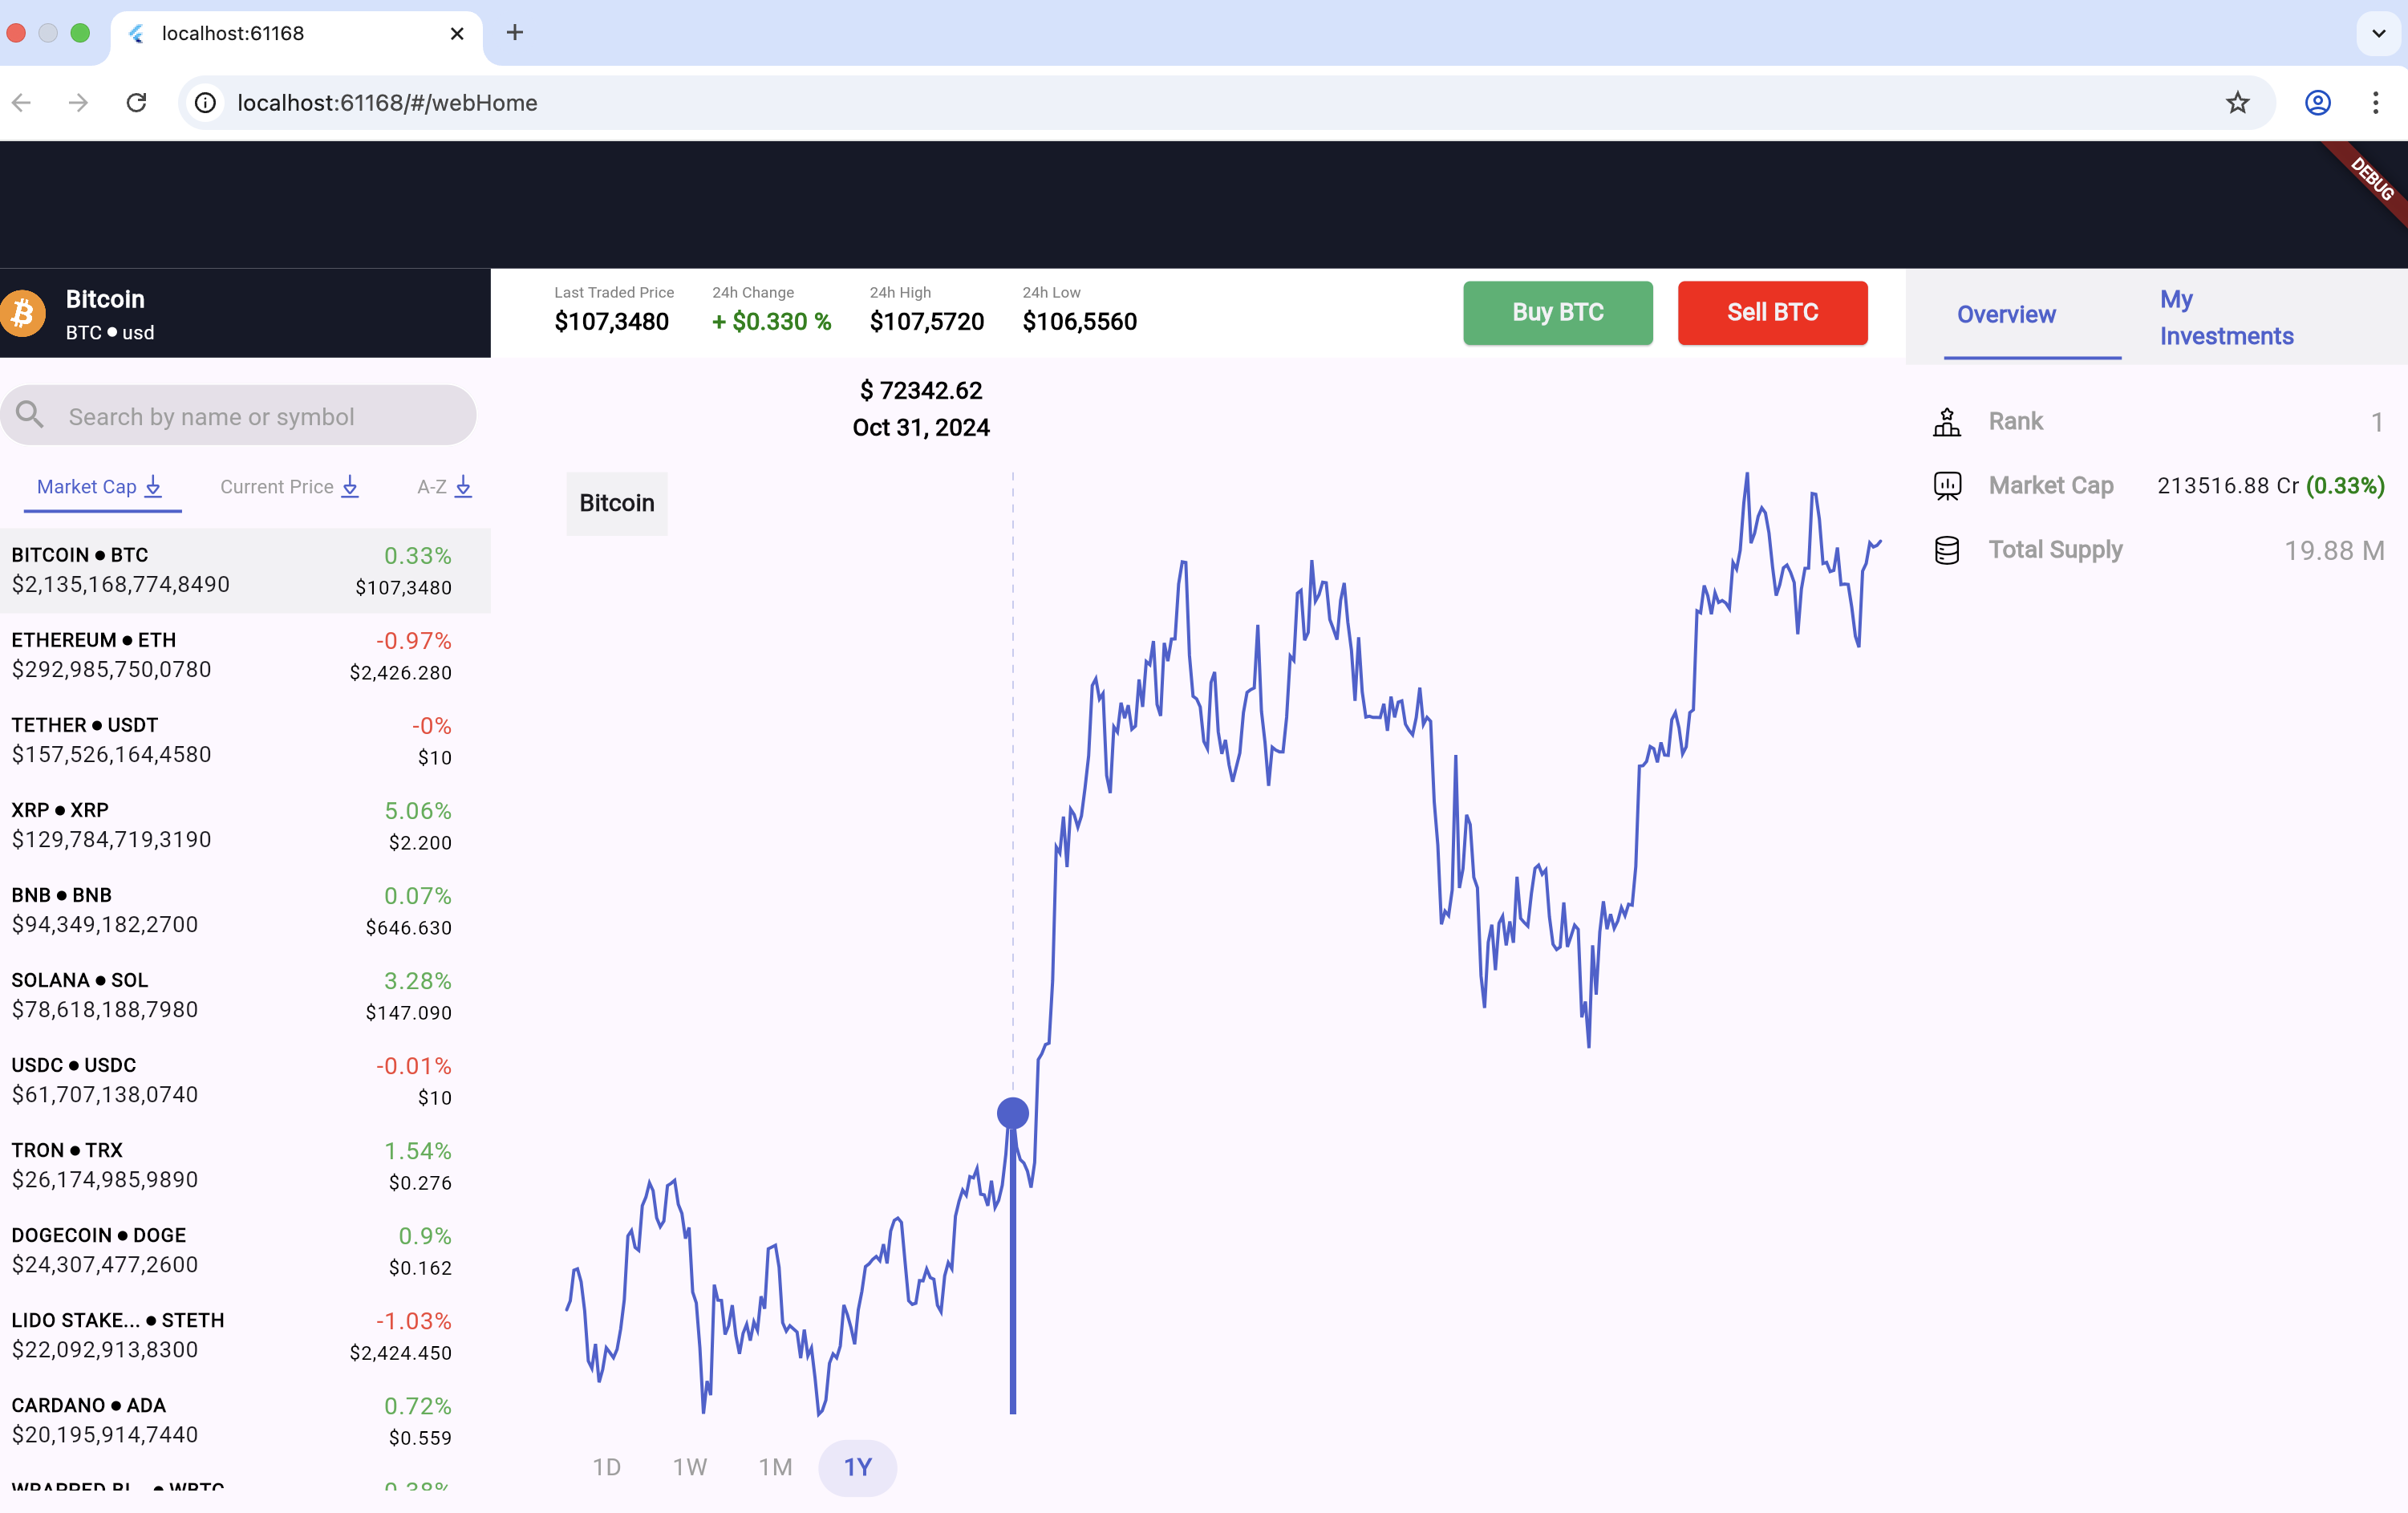 localhost:61168
localhost:61168/#/webHome
DEBUG
Bitcoin
BTC ● usd
Last Traded Price
$107,3480
24h Change
+ $0.330 %
24h High
$107,5720
24h Low
$106,5560
Buy BTC
Sell BTC
Overview
My
Investments
Search by name or symbol
Market Cap
Current Price
A-Z
BITCOIN ● BTC
0.33%
$2,135,168,774,8490
$107,3480
ETHEREUM ● ETH
-0.97%
$292,985,750,0780
$2,426.280
TETHER ● USDT
-0%
$157,526,164,4580
$10
XRP ● XRP
5.06%
$129,784,719,3190
$2.200
BNB ● BNB
0.07%
$94,349,182,2700
$646.630
SOLANA ● SOL
3.28%
$78,618,188,7980
$147.090
USDC ● USDC
-0.01%
$61,707,138,0740
$10
TRON ● TRX
1.54%
$26,174,985,9890
$0.276
DOGECOIN ● DOGE
0.9%
$24,307,477,2600
$0.162
LIDO STAKE... ● STETH
-1.03%
$22,092,913,8300
$2,424.450
CARDANO ● ADA
0.72%
$20,195,914,7440
$0.559
WRAPPED BI... ● WBTC
0.38%
$ 72342.62
Oct 31, 2024
Bitcoin
1D
1W
1M
1Y
Rank
1
Market Cap
213516.88 Cr (0.33%)
Total Supply
19.88 M